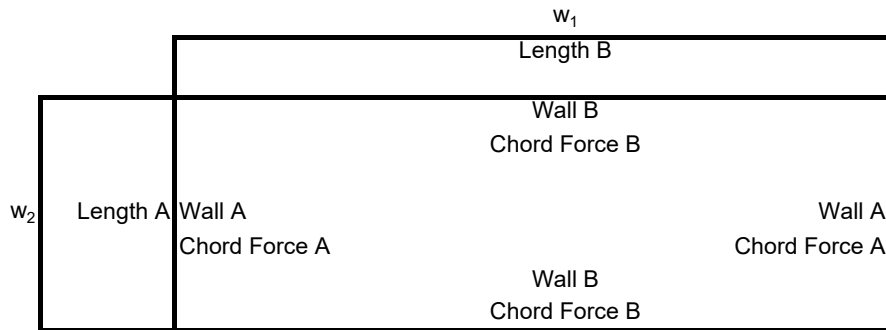 w₁
Length B
Wall B
Chord Force B
w₂ Length A Wall A Wall A
Chord Force A Chord Force A
Wall B
Chord Force B